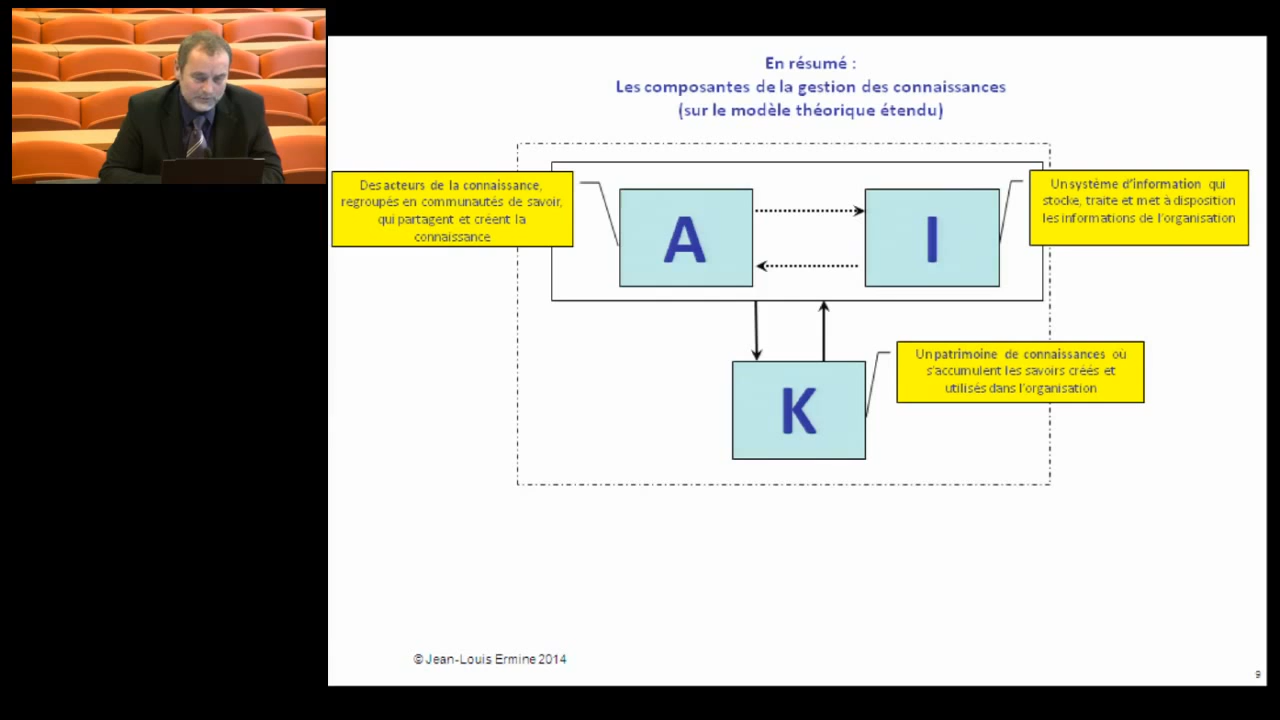 En résumé :
Les composantes de la gestion des connaissances
(sur le modèle théorique étendu)
Des acteurs de la connaissance,
regroupés en communautés de savoir,
qui partagent et créent la
connaissance
A
I
Un système d'information qui
stocke, traite et met à disposition
les informations de l'organisation
K
Un patrimoine de connaissances où
s'accumulent les savoirs créés et
utilisés dans l'organisation
© Jean-Louis Ermine 2014
9